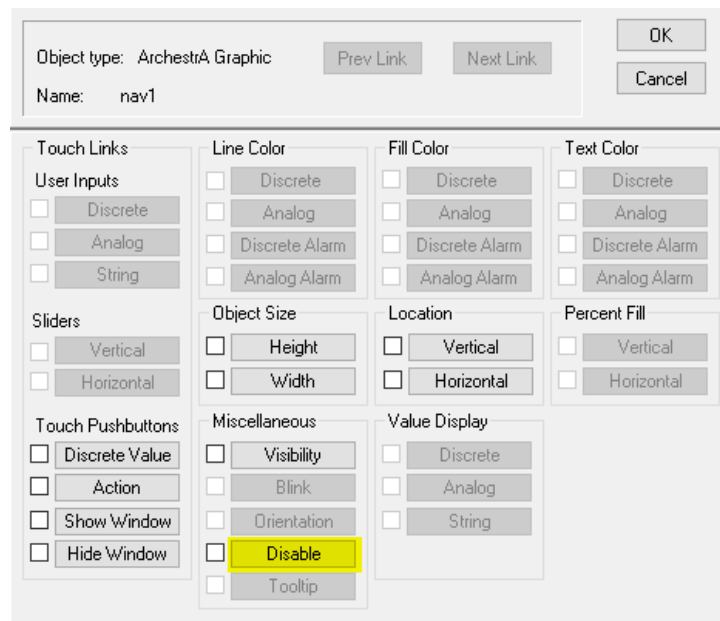 Object type: ArchestrA Graphic
Prev Link
Next Link
OK
Cancel
Name: nav1
Touch Links
User Inputs
Discrete
Analog
String
Sliders
Vertical
Horizontal
Touch Pushbuttons
Discrete Value
Action
Show Window
Hide Window
Line Color
Discrete
Analog
Discrete Alarm
Analog Alarm
Object Size
Height
Width
Miscellaneous
Visibility
Blink
Orientation
Disable
Tooltip
Fill Color
Discrete
Analog
Discrete Alarm
Analog Alarm
Location
Vertical
Horizontal
Value Display
Discrete
Analog
String
Text Color
Discrete
Analog
Discrete Alarm
Analog Alarm
Percent Fill
Vertical
Horizontal